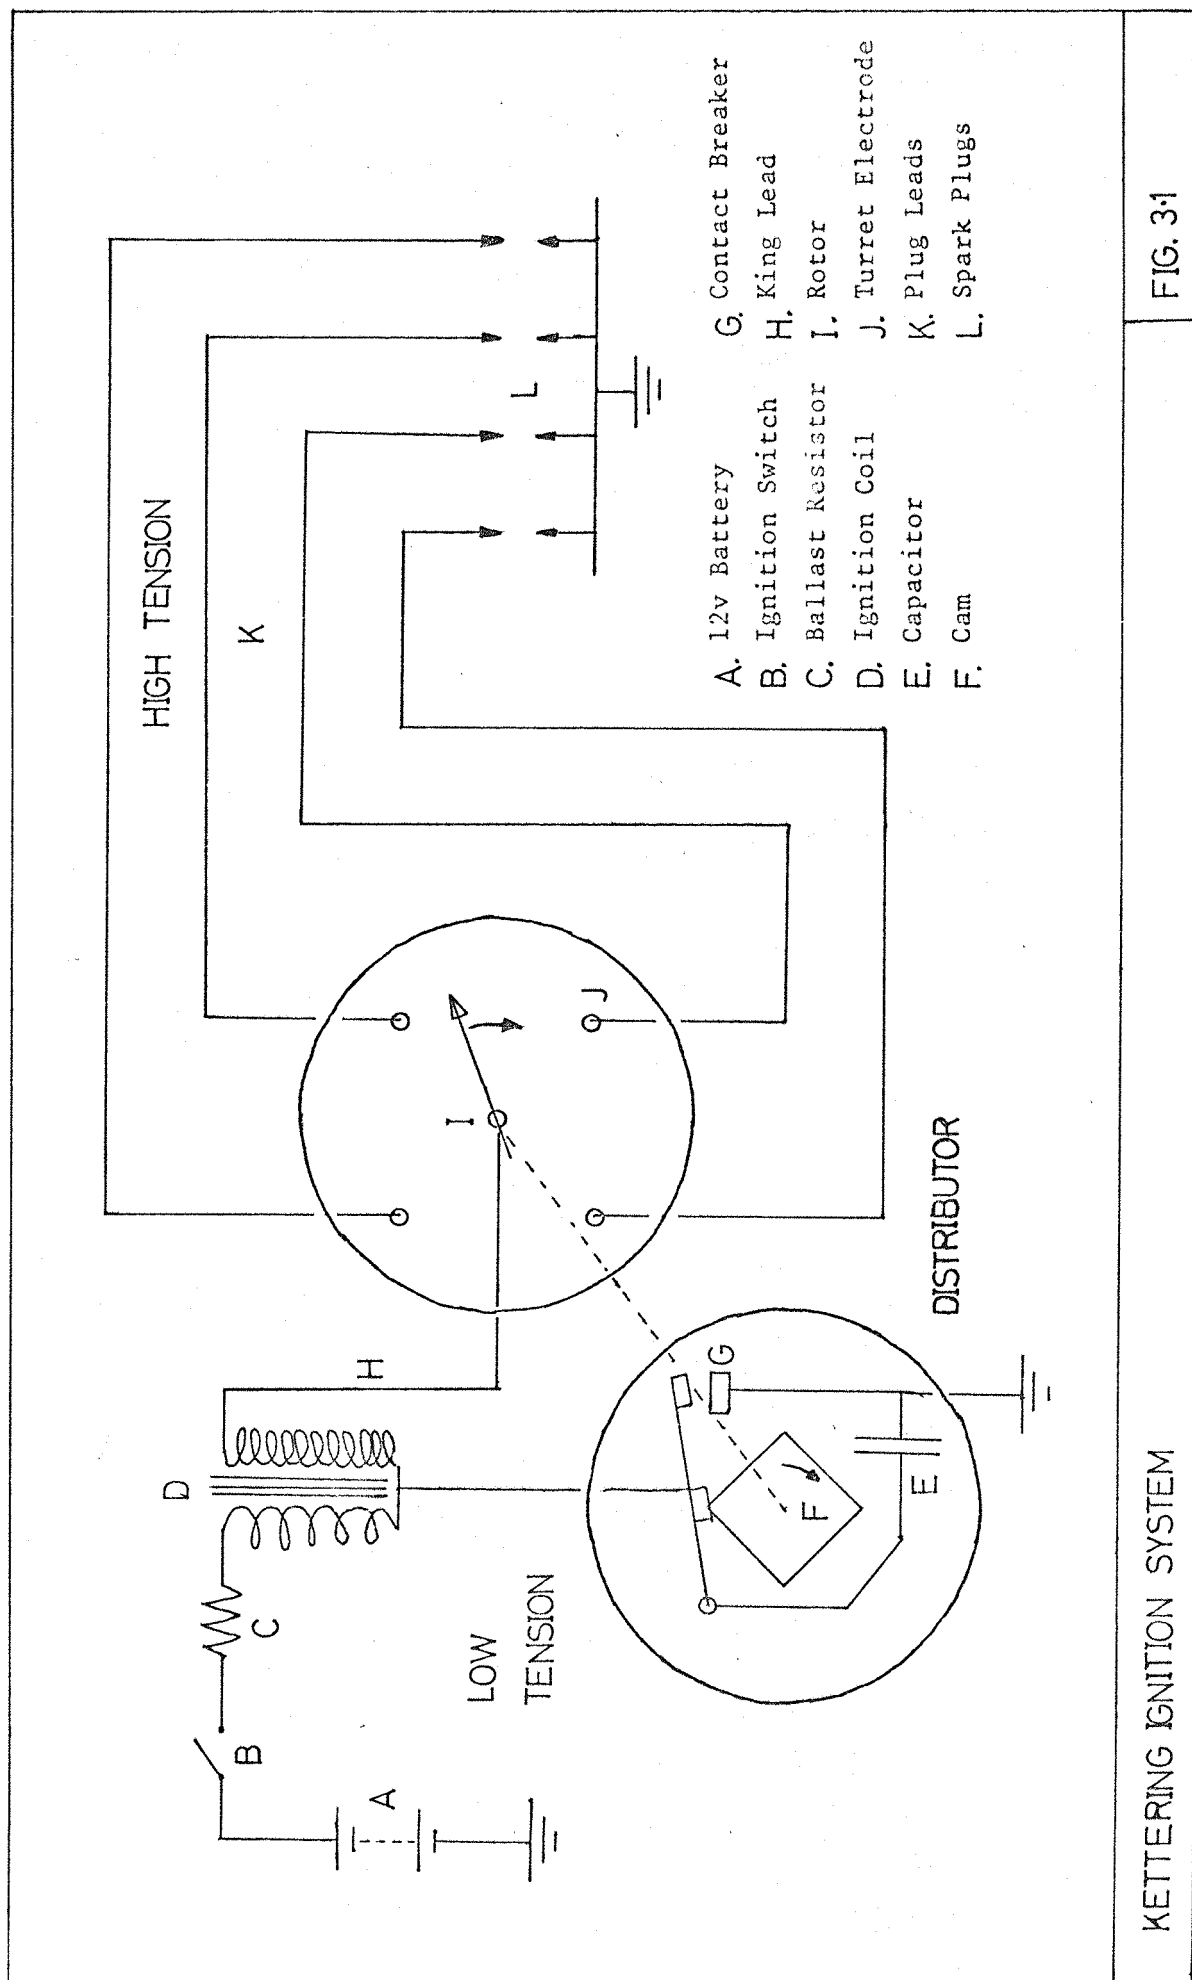 HIGH TENSION
K
L
D
H
I
J
C
B
A
LOW
TENSION
G
F
E
DISTRIBUTOR
A. 12v Battery
B. Ignition Switch
C. Ballast Resistor
D. Ignition Coil
E. Capacitor
F. Cam
G. Contact Breaker
H. King Lead
I. Rotor
J. Turret Electrode
K. Plug Leads
L. Spark Plugs
KETTERING IGNITION SYSTEM
FIG. 3·1